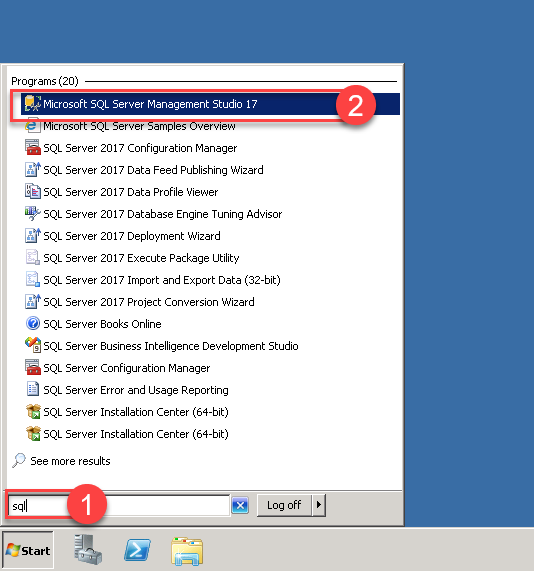 Programs (20)
Microsoft SQL Server Management Studio 17
2
Microsoft SQL Server Samples Overview
SQL Server 2017 Configuration Manager
SQL Server 2017 Data Feed Publishing Wizard
SQL Server 2017 Data Profile Viewer
SQL Server 2017 Database Engine Tuning Advisor
SQL Server 2017 Deployment Wizard
SQL Server 2017 Execute Package Utility
SQL Server 2017 Import and Export Data (32-bit)
SQL Server 2017 Project Conversion Wizard
SQL Server Books Online
SQL Server Business Intelligence Development Studio
SQL Server Configuration Manager
SQL Server Error and Usage Reporting
SQL Server Installation Center (64-bit)
SQL Server Installation Center (64-bit)
See more results
sql
1
Log off
Start